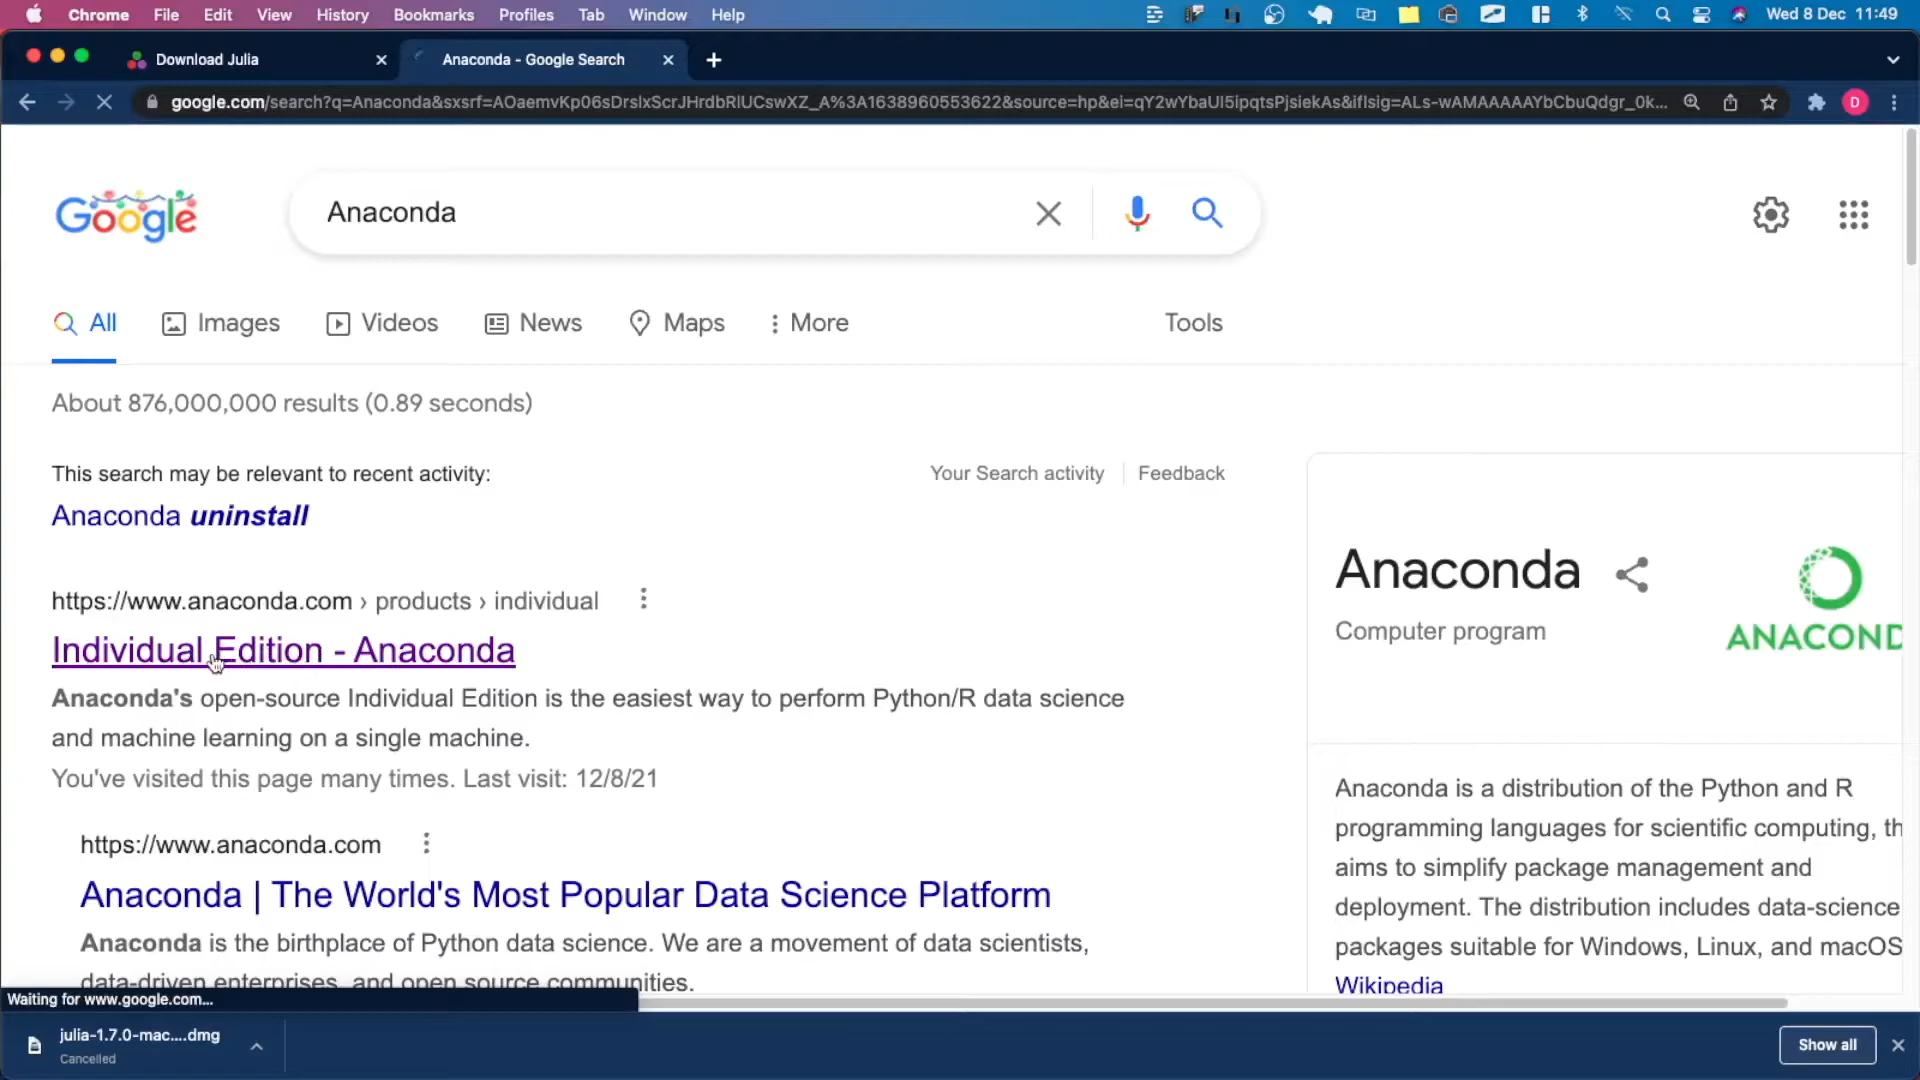 Chrome File Edit View History Bookmarks Profiles Tab Window Help Wed 8 Dec 11:49
Download Julia Anaconda - Google Search
google.com/search?q=Anaconda&sxsrf=AOaemvKp06sDrsIxScrJHrdbRlUCswXZ_A%3A1638960553622&source=hp&ei=qY2wYbaUI5ipqtsPjsiekAs&iflsig=ALs-wAMAAAAAYbCbuQdgr_0k... D
Google Anaconda
All Images Videos News Maps More Tools
About 876,000,000 results (0.89 seconds)
This search may be relevant to recent activity: Your Search activity Feedback
Anaconda uninstall
https://www.anaconda.com › products › individual
Individual Edition - Anaconda
Anaconda's open-source Individual Edition is the easiest way to perform Python/R data science
and machine learning on a single machine.
You've visited this page many times. Last visit: 12/8/21
https://www.anaconda.com
Anaconda | The World's Most Popular Data Science Platform
Anaconda is the birthplace of Python data science. We are a movement of data scientists,
data-driven enterprises, and open source communities.
Anaconda
Computer program
ANACOND
Anaconda is a distribution of the Python and R
programming languages for scientific computing, th
aims to simplify package management and
deployment. The distribution includes data-science
packages suitable for Windows, Linux, and macOS
Wikipedia
Waiting for www.google.com...
julia-1.7.0-mac....dmg
Cancelled
Show all